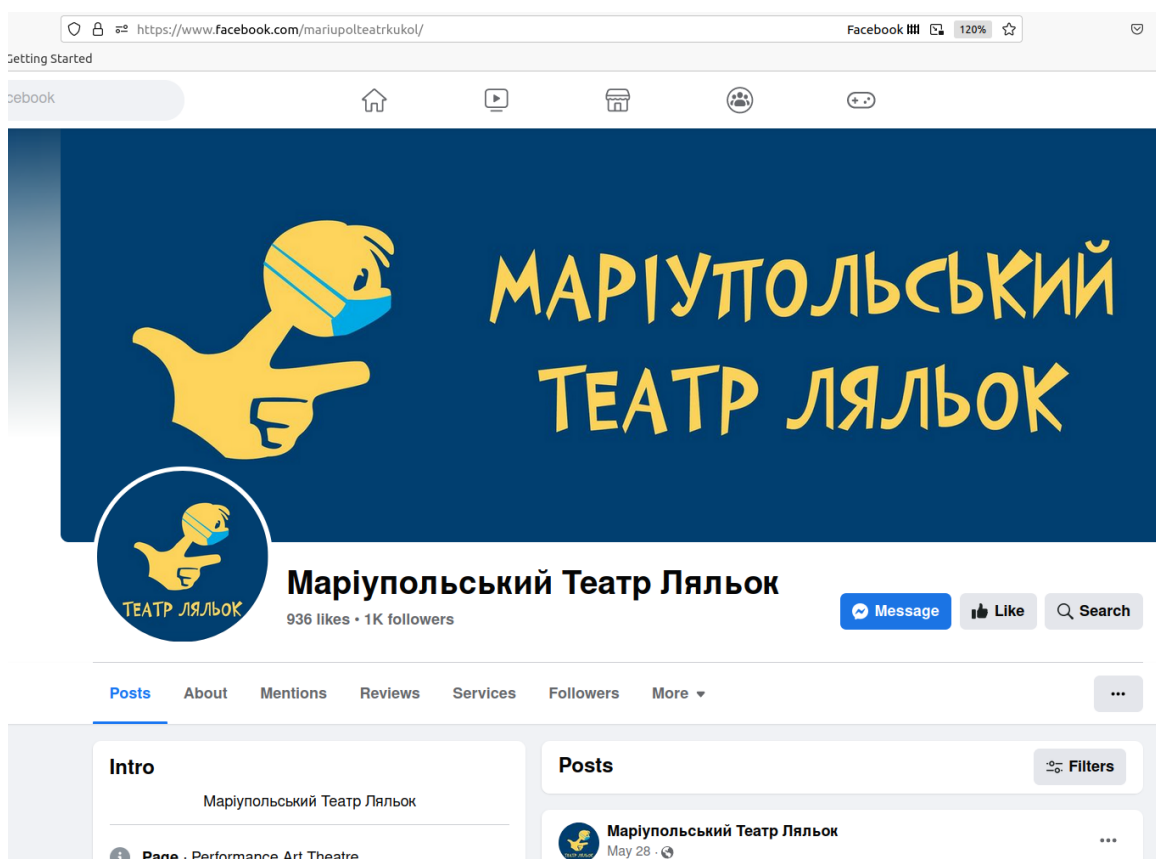 https://www.facebook.com/mariupolteatrkukol/
Facebook
120%
Getting Started
cebook
МАРІУПОЛЬСЬКИЙ
ТЕАТР ЛЯЛЬОК
ТЕАТР ЛЯЛЬОК
Маріупольський Театр Ляльок
936 likes • 1K followers
Message
Like
Search
Posts
About
Mentions
Reviews
Services
Followers
More
Intro
Маріупольський Театр Ляльок
Page · Performance Art Theatre
Posts
Filters
Маріупольський Театр Ляльок
May 28 ·
ТЕАТР ЛЯЛЬОК